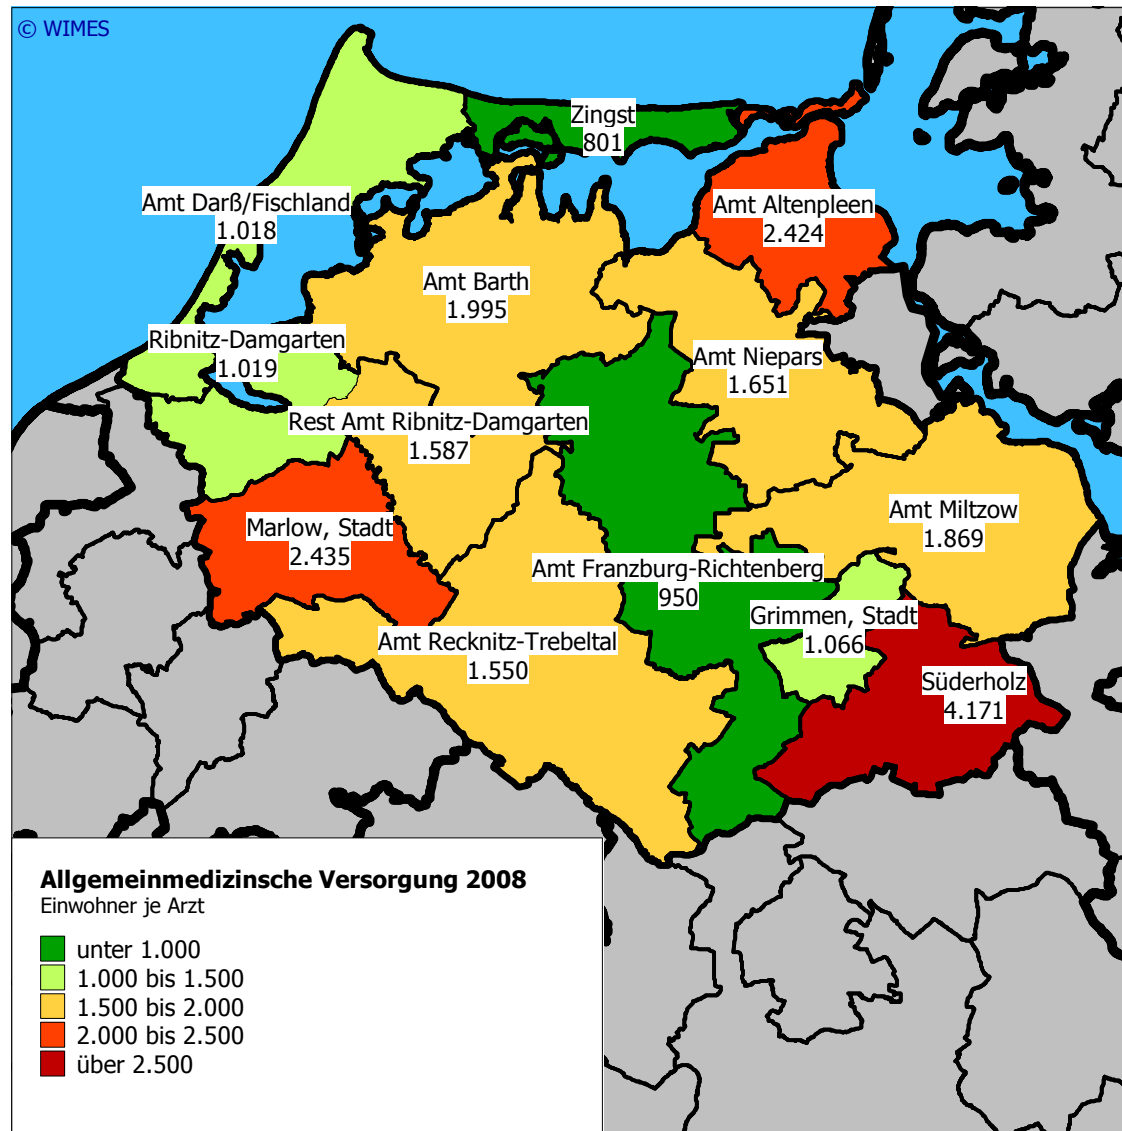 © WIMES
Zingst
801
Amt Darß/Fischland
1.018
Amt Altenpleen
2.424
Amt Barth
1.995
Ribnitz-Damgarten
1.019
Amt Niepars
1.651
Rest Amt Ribnitz-Damgarten
1.587
Amt Miltzow
1.869
Marlow, Stadt
2.435
Amt Franzburg-Richtenberg
950
Grimmen, Stadt
1.066
Amt Recknitz-Trebeltal
1.550
Süderholz
4.171
Allgemeinmedizinsche Versorgung 2008
Einwohner je Arzt
unter 1.000
1.000 bis 1.500
1.500 bis 2.000
2.000 bis 2.500
über 2.500